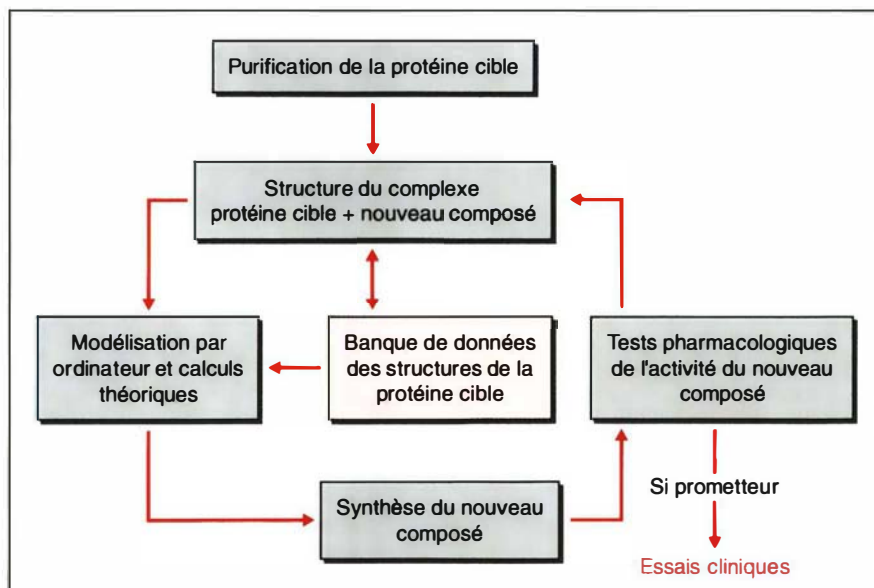 Purification de la protéine cible
Structure du complexe
protéine cible + nouveau composé
Modélisation par
ordinateur et calculs
théoriques
Banque de données
des structures de la
protéine cible
Tests pharmacologiques
de l'activité du nouveau
composé
Synthèse du nouveau
composé
Si prometteur
Essais cliniques